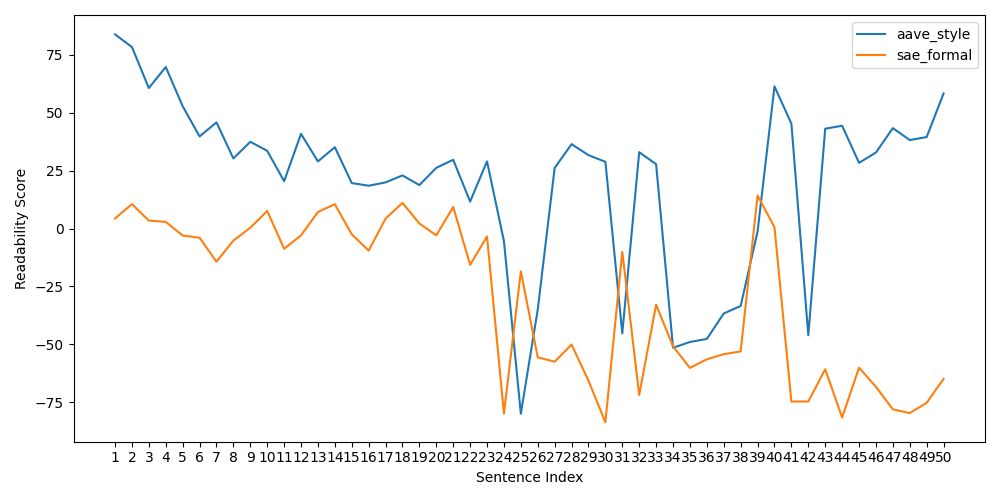 aave_style
sae_formal
75
50
25
0
−25
−50
−75
Readability Score
1 2 3 4 5 6 7 8 9 10 11 12 13 14 15 16 17 18 19 20 21 22 23 24 25 26 27 28 29 30 31 32 33 34 35 36 37 38 39 40 41 42 43 44 45 46 47 48 49 50
Sentence Index